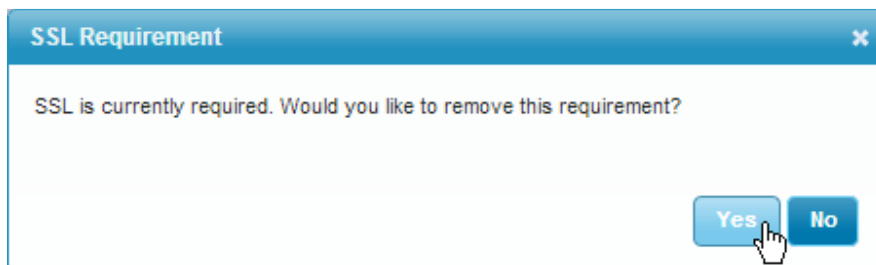 SSL Requirement
SSL is currently required. Would you like to remove this requirement?
Yes No